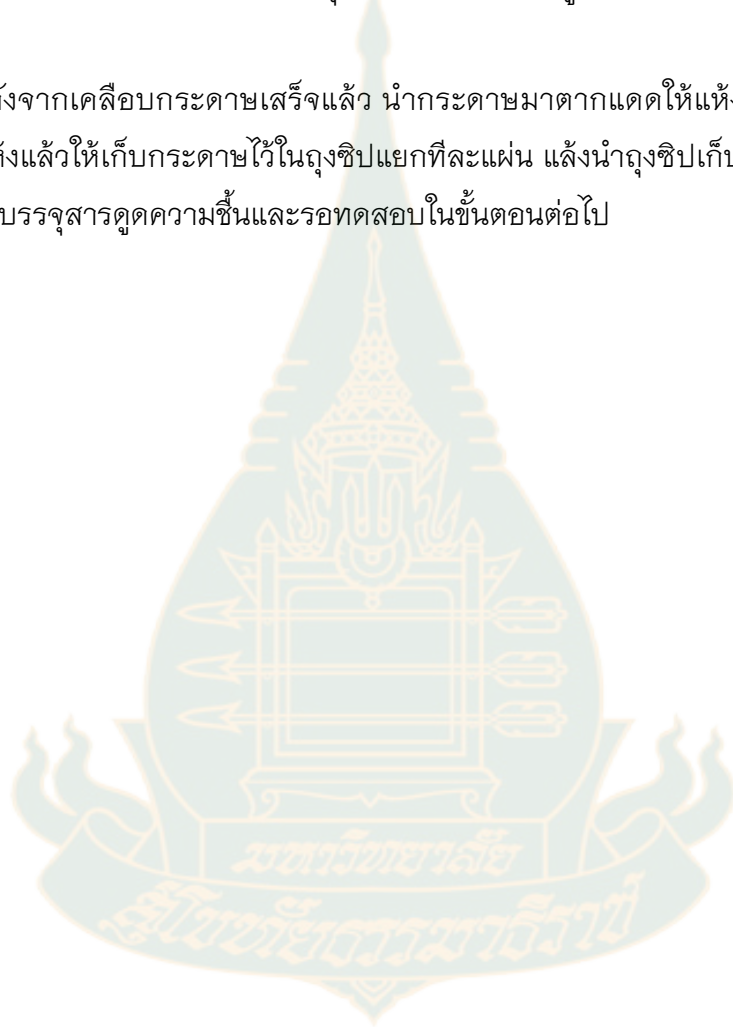 จากเคลือบกระดาษเสร็จแล้ว นำกระดาษมาตากแดดให้แห้ง
แล้วให้เก็บกระดาษไว้ในถุงซิปแยกทีละแผ่น แล้งนำถุงซิปเก็บ
บรรจุสารดูดความชื้นและรอทดสอบในขั้นตอนต่อไป
มหาวิทยาลัย
สุโขทัยธรรมาธิราช